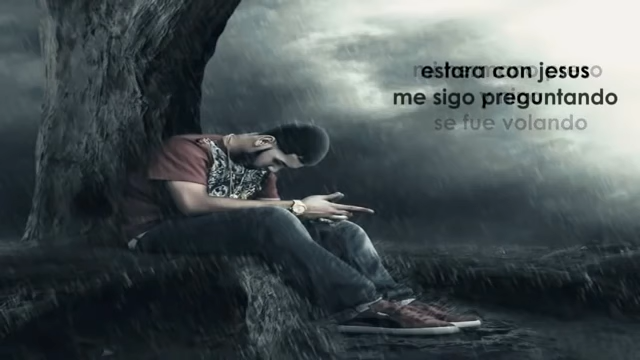 estara con jesus
me sigo preguntando
se fue volando